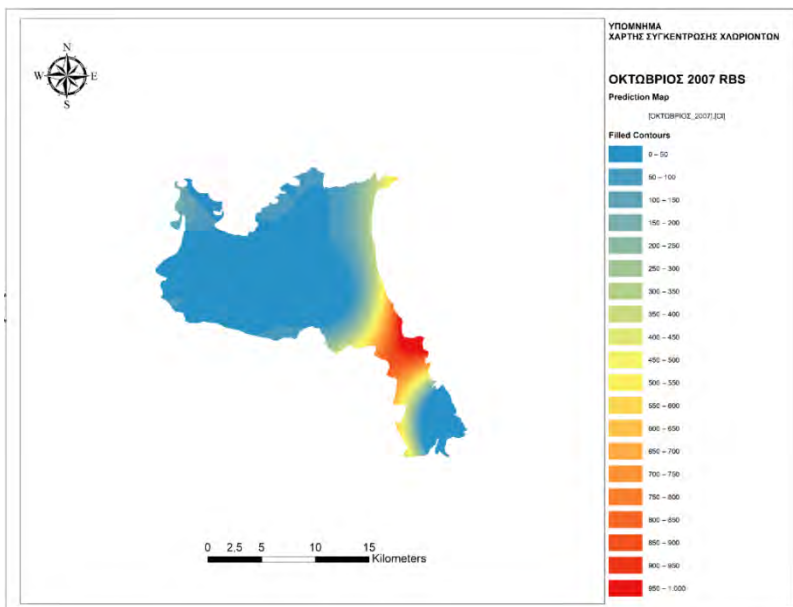 ΥΠΟΜΝΗΜΑ
ΧΑΡΤΗΣ ΣΥΓΚΕΝΤΡΩΣΗΣ ΧΛΩΡΙΟΝΤΩΝ
ΟΚΤΩΒΡΙΟΣ 2007 RBS
Prediction Map
[ΟΚΤΩΒΡΙΟΣ_2007].[Cl]
Filled Contours
0 – 50
50 – 100
100 – 150
150 – 200
200 – 250
250 – 300
300 – 350
350 – 400
400 – 450
450 – 500
500 – 550
550 – 600
600 – 650
650 – 700
700 – 750
750 – 800
800 – 850
850 – 900
900 – 950
950 – 1.000
N
W E
S
0 2.5 5 10 15
Kilometers